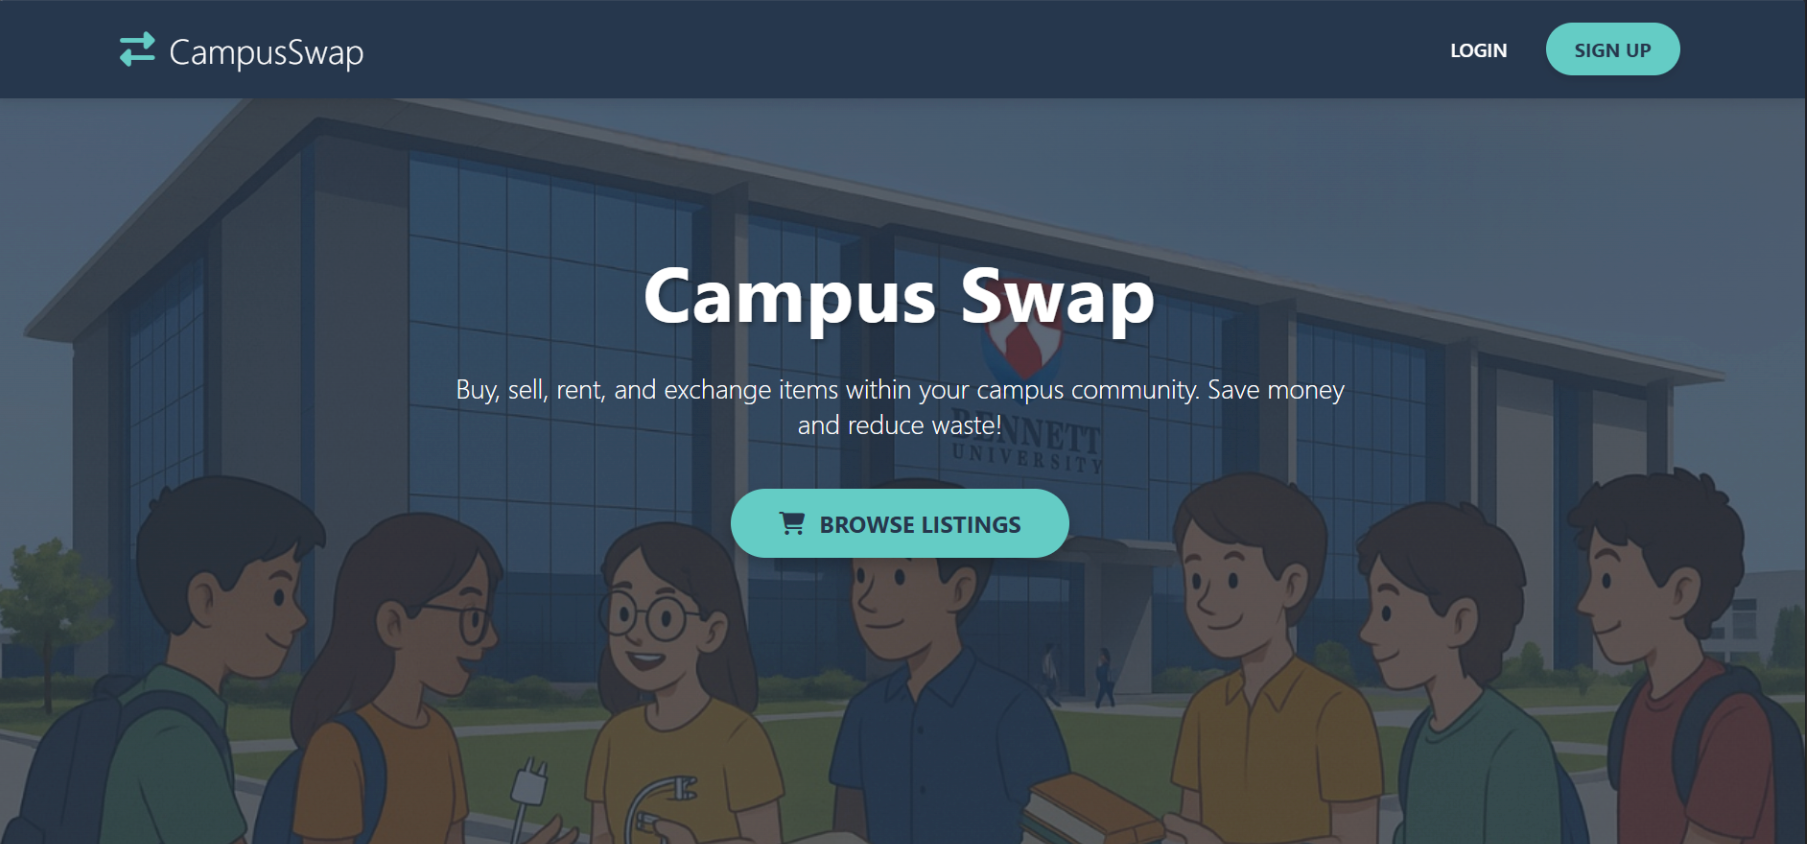 CampusSwap
LOGIN
SIGN UP
Campus Swap
Buy, sell, rent, and exchange items within your campus community. Save money
and reduce waste!
BENNETT
UNIVERSITY
BROWSE LISTINGS